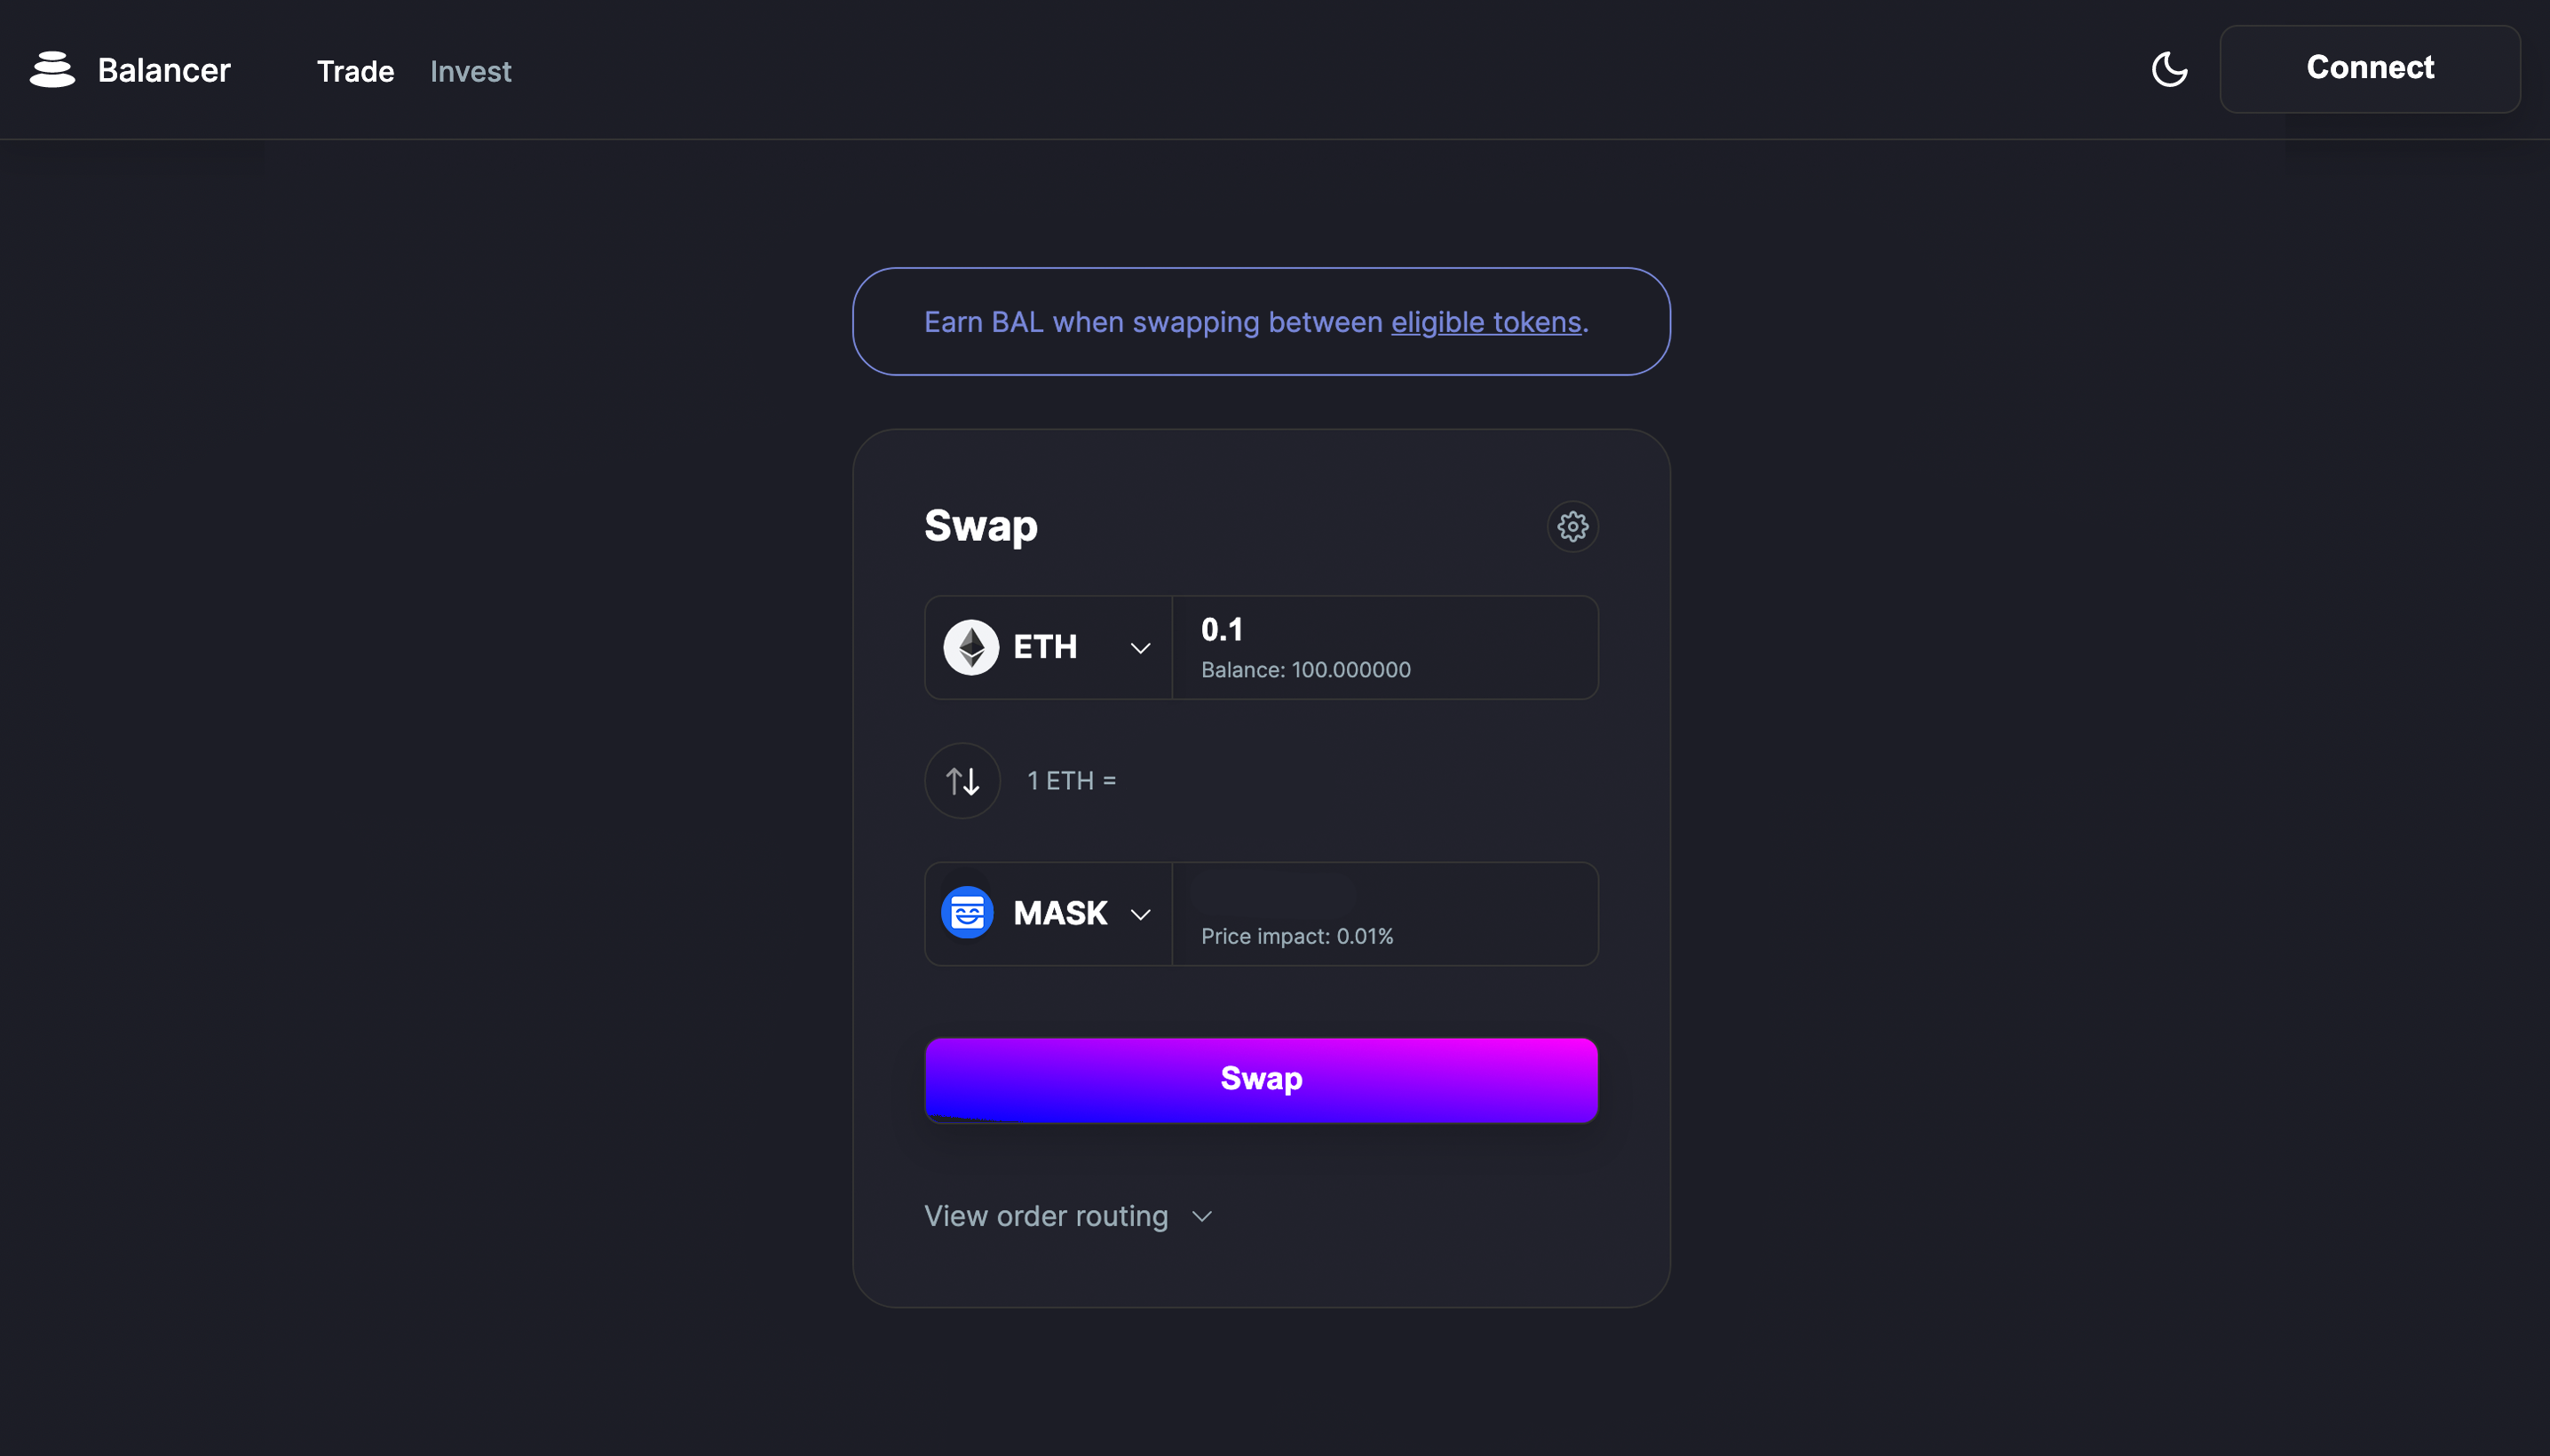 Balancer
Trade
Invest
Connect
Earn BAL when swapping between eligible tokens.
Swap
ETH
0.1
Balance: 100.000000
1 ETH =
MASK
Price impact: 0.01%
Swap
View order routing